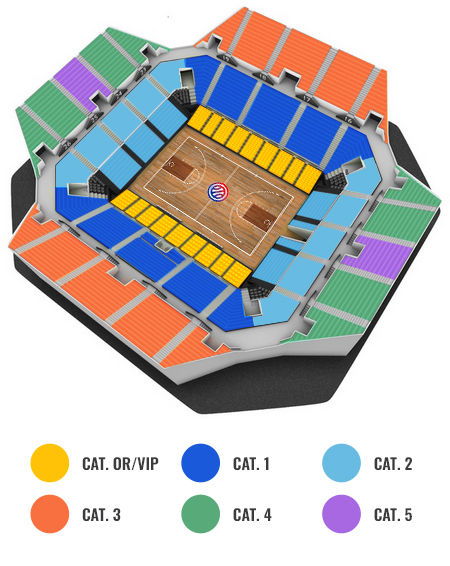 CAT. OR/VIP
CAT. 1
CAT. 2
CAT. 3
CAT. 4
CAT. 5